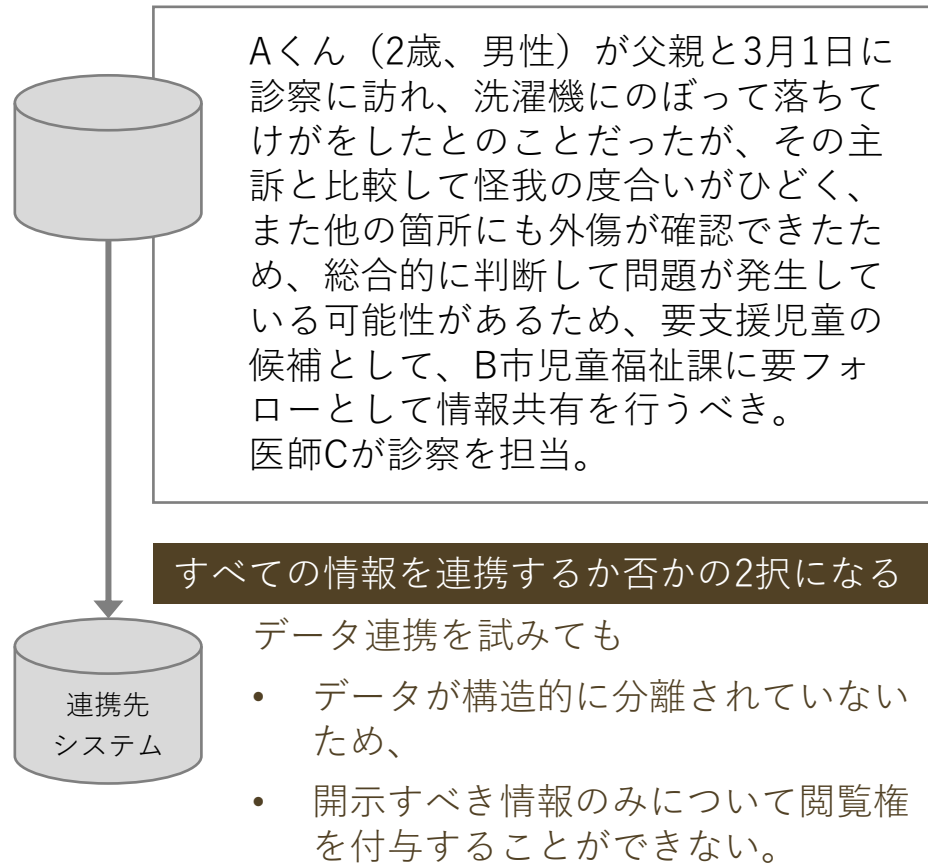 Aくん（2歳、男性）が父親と3月1日に
診察に訪れ、洗濯機にのぼって落ちて
けがをしたとのことだったが、その主
訴と比較して怪我の度合いがひどく、
また他の箇所にも外傷が確認できたた
め、総合的に判断して問題が発生して
いる可能性があるため、要支援児童の
候補として、B市児童福祉課に要フォ
ローとして情報共有を行うべき。
医師Cが診察を担当。
すべての情報を連携するか否かの2択になる
連携先
システム
データ連携を試みても
• データが構造的に分離されていない
ため、
• 開示すべき情報のみについて閲覧権
を付与することができない。